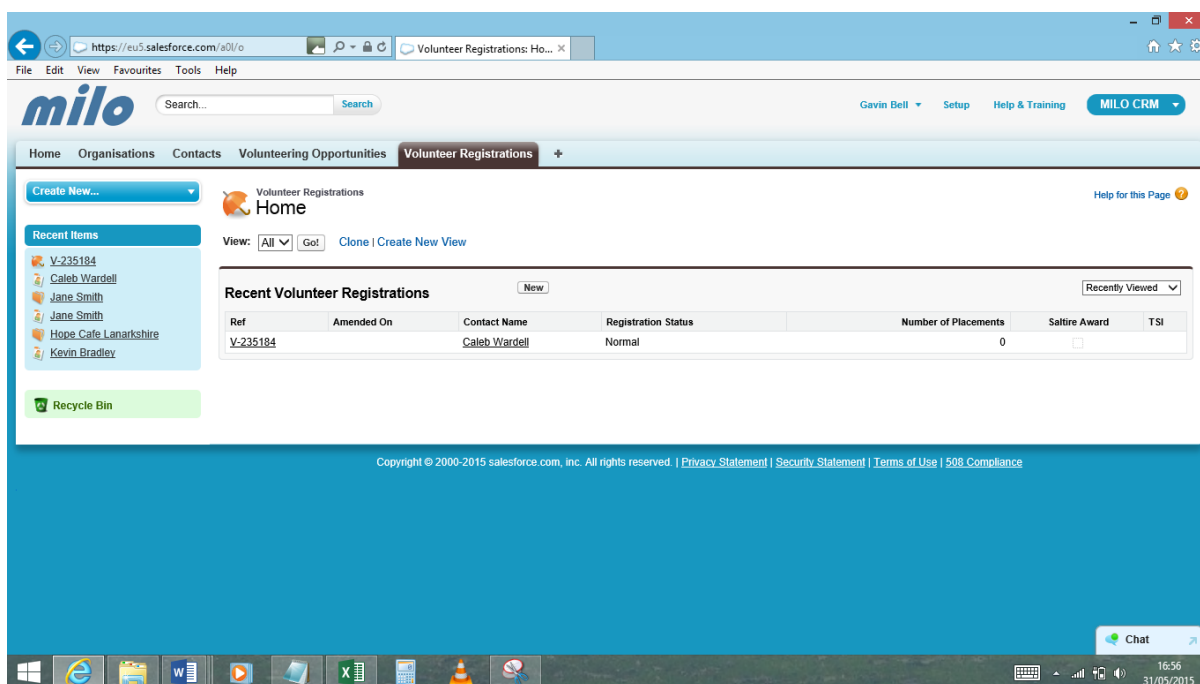 https://eu5.salesforce.com/a0l/o
Volunteer Registrations: Ho...
File Edit View Favourites Tools Help
milo
Search...
Search
Gavin Bell
Setup
Help & Training
MILO CRM
Home Organisations Contacts Volunteering Opportunities Volunteer Registrations +
Create New...
Volunteer Registrations
Home
Help for this Page
Recent Items
View: All Go! Clone | Create New View
V-235184
Caleb Wardell
Jane Smith
Jane Smith
Hope Cafe Lanarkshire
Kevin Bradley
Recent Volunteer Registrations
New
Recently Viewed
Ref Amended On Contact Name Registration Status Number of Placements Saltire Award TSI
V-235184 Caleb Wardell Normal 0
Recycle Bin
Copyright © 2000-2015 salesforce.com, inc. All rights reserved. | Privacy Statement | Security Statement | Terms of Use | 508 Compliance
Chat
16:56
31/05/2015